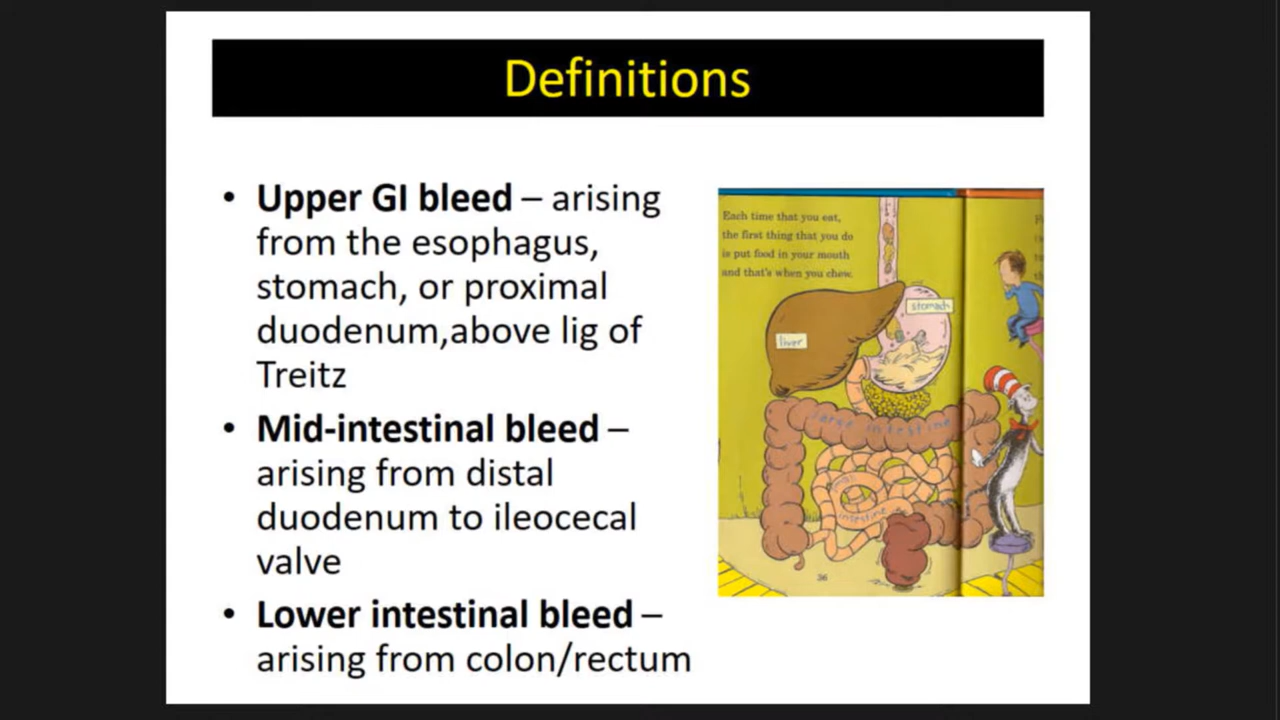 Definitions
• Upper GI bleed – arising
from the esophagus,
stomach, or proximal
duodenum,above lig of
Treitz
• Mid-intestinal bleed –
arising from distal
duodenum to ileocecal
valve
• Lower intestinal bleed –
arising from colon/rectum
Each time that you eat,
the first thing that you do
is put food in your mouth
and that's when you chew.
stomach
liver
large intestine
intestine
36